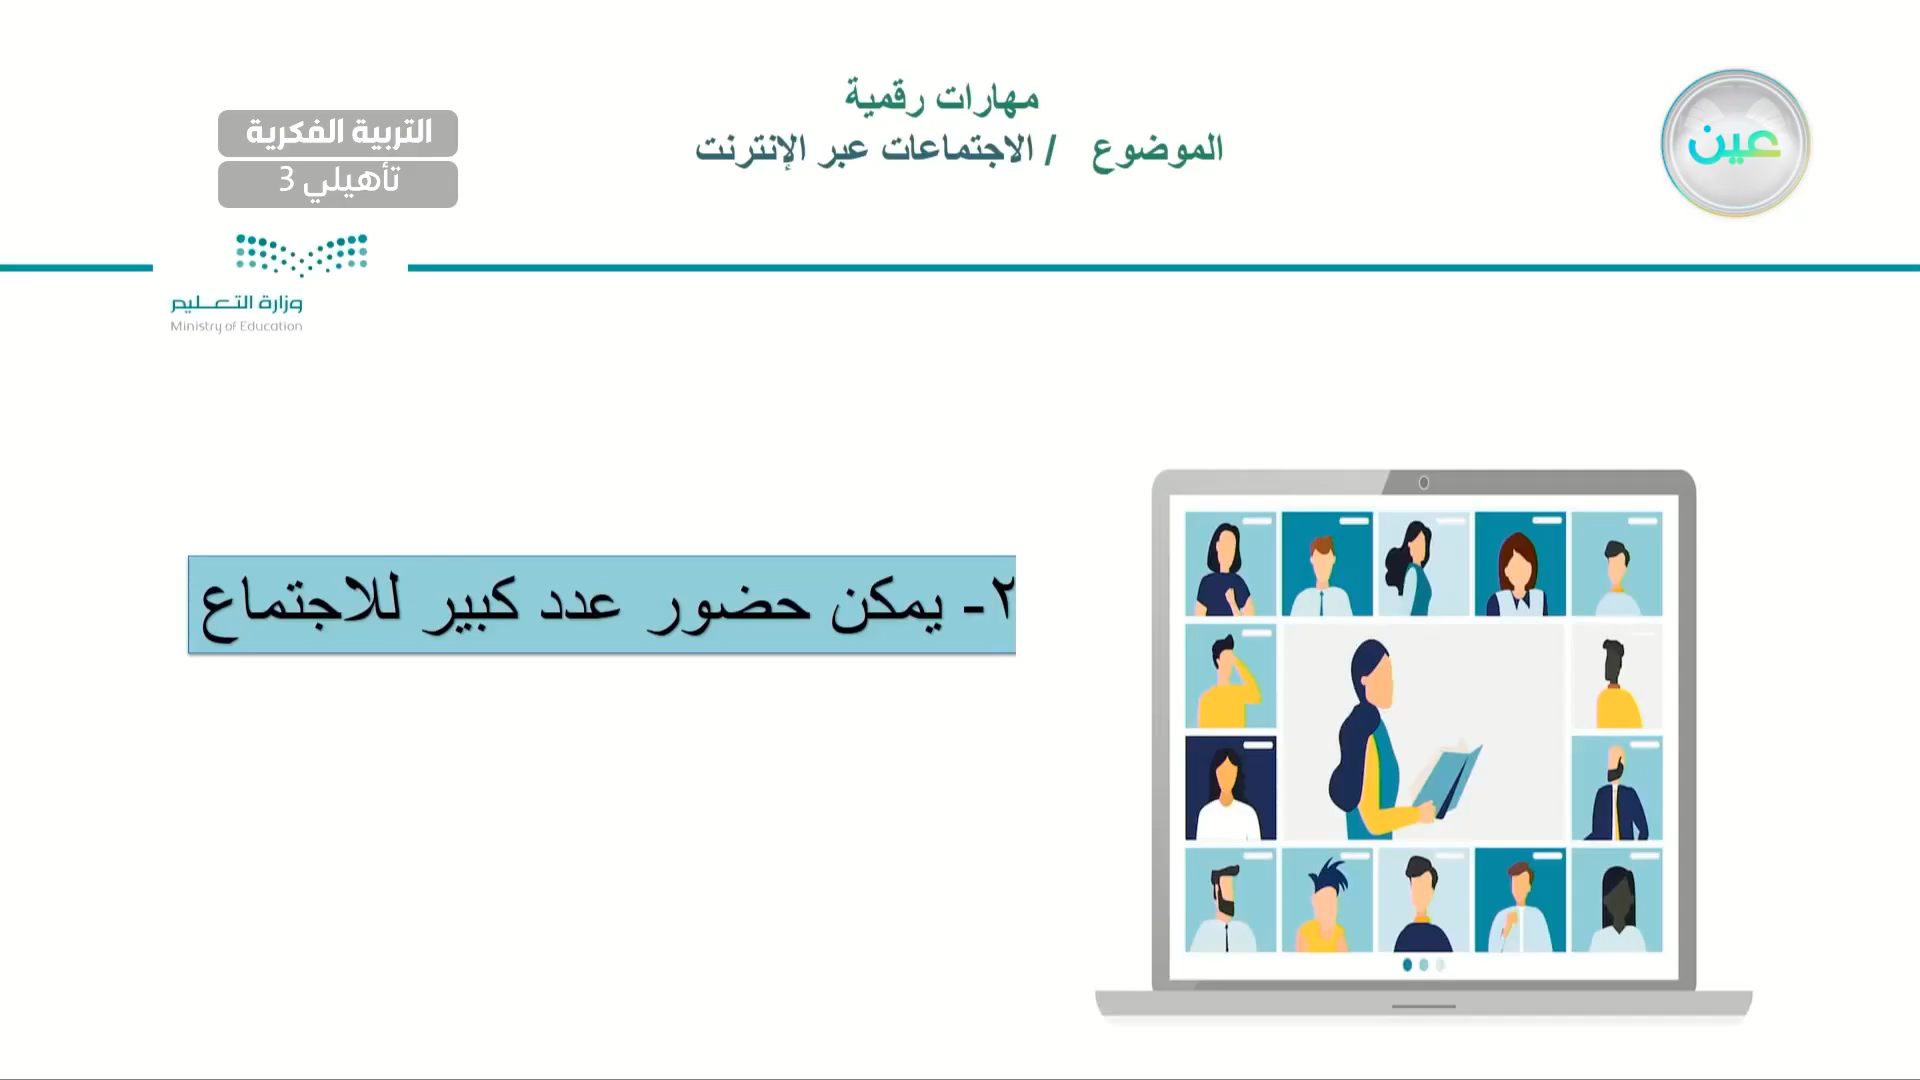 مهارات رقمية
الموضوع / الاجتماعات عبر الإنترنت
عين
التربية الفكرية
تأهيلي 3
وزارة التعليم
Ministry of Education
٢- يمكن حضور عدد كبير للاجتماع